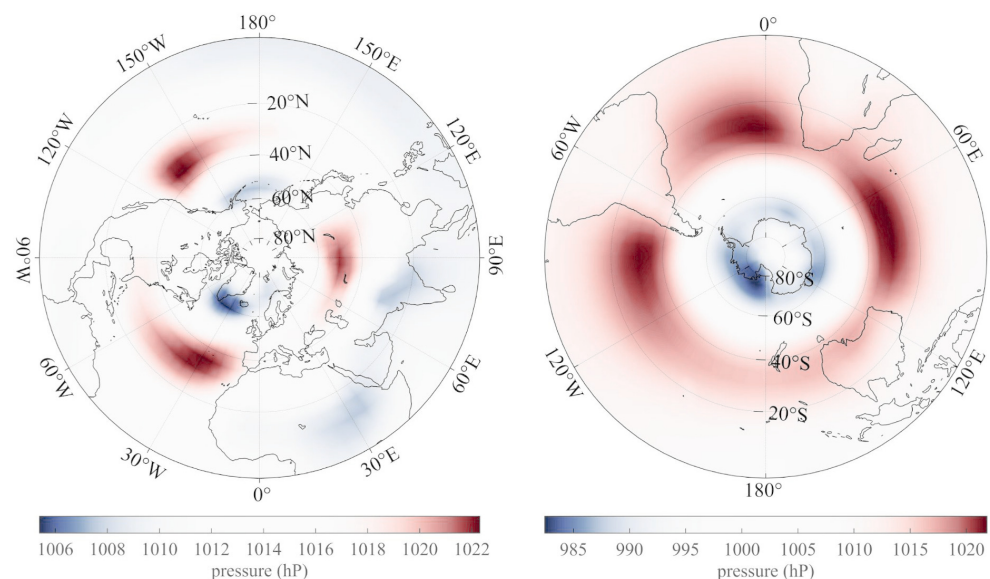 180°
150°W
150°E
120°W
120°E
90°W
90°E
60°W
60°E
30°W
30°E
0°
20°N
40°N
60°N
80°N
1006 1008 1010 1012 1014 1016 1018 1020 1022
pressure (hP)
0°
60°W
60°E
120°W
120°E
180°
80°S
60°S
40°S
20°S
985 990 995 1000 1005 1010 1015 1020
pressure (hP)